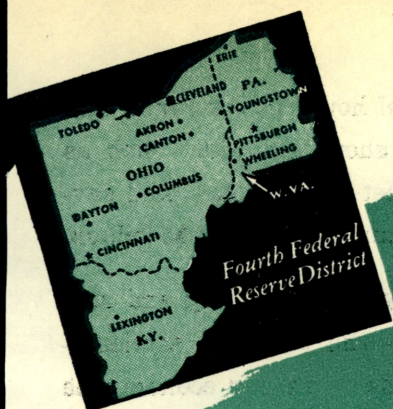 ERIE
CLEVELAND
PA.
TOLEDO
YOUNGSTOWN
AKRON
CANTON
PITTSBURGH
OHIO
WHEELING
COLUMBUS
W.VA.
DAYTON
CINCINNATI
Fourth Federal
Reserve District
LEXINGTON
KY.